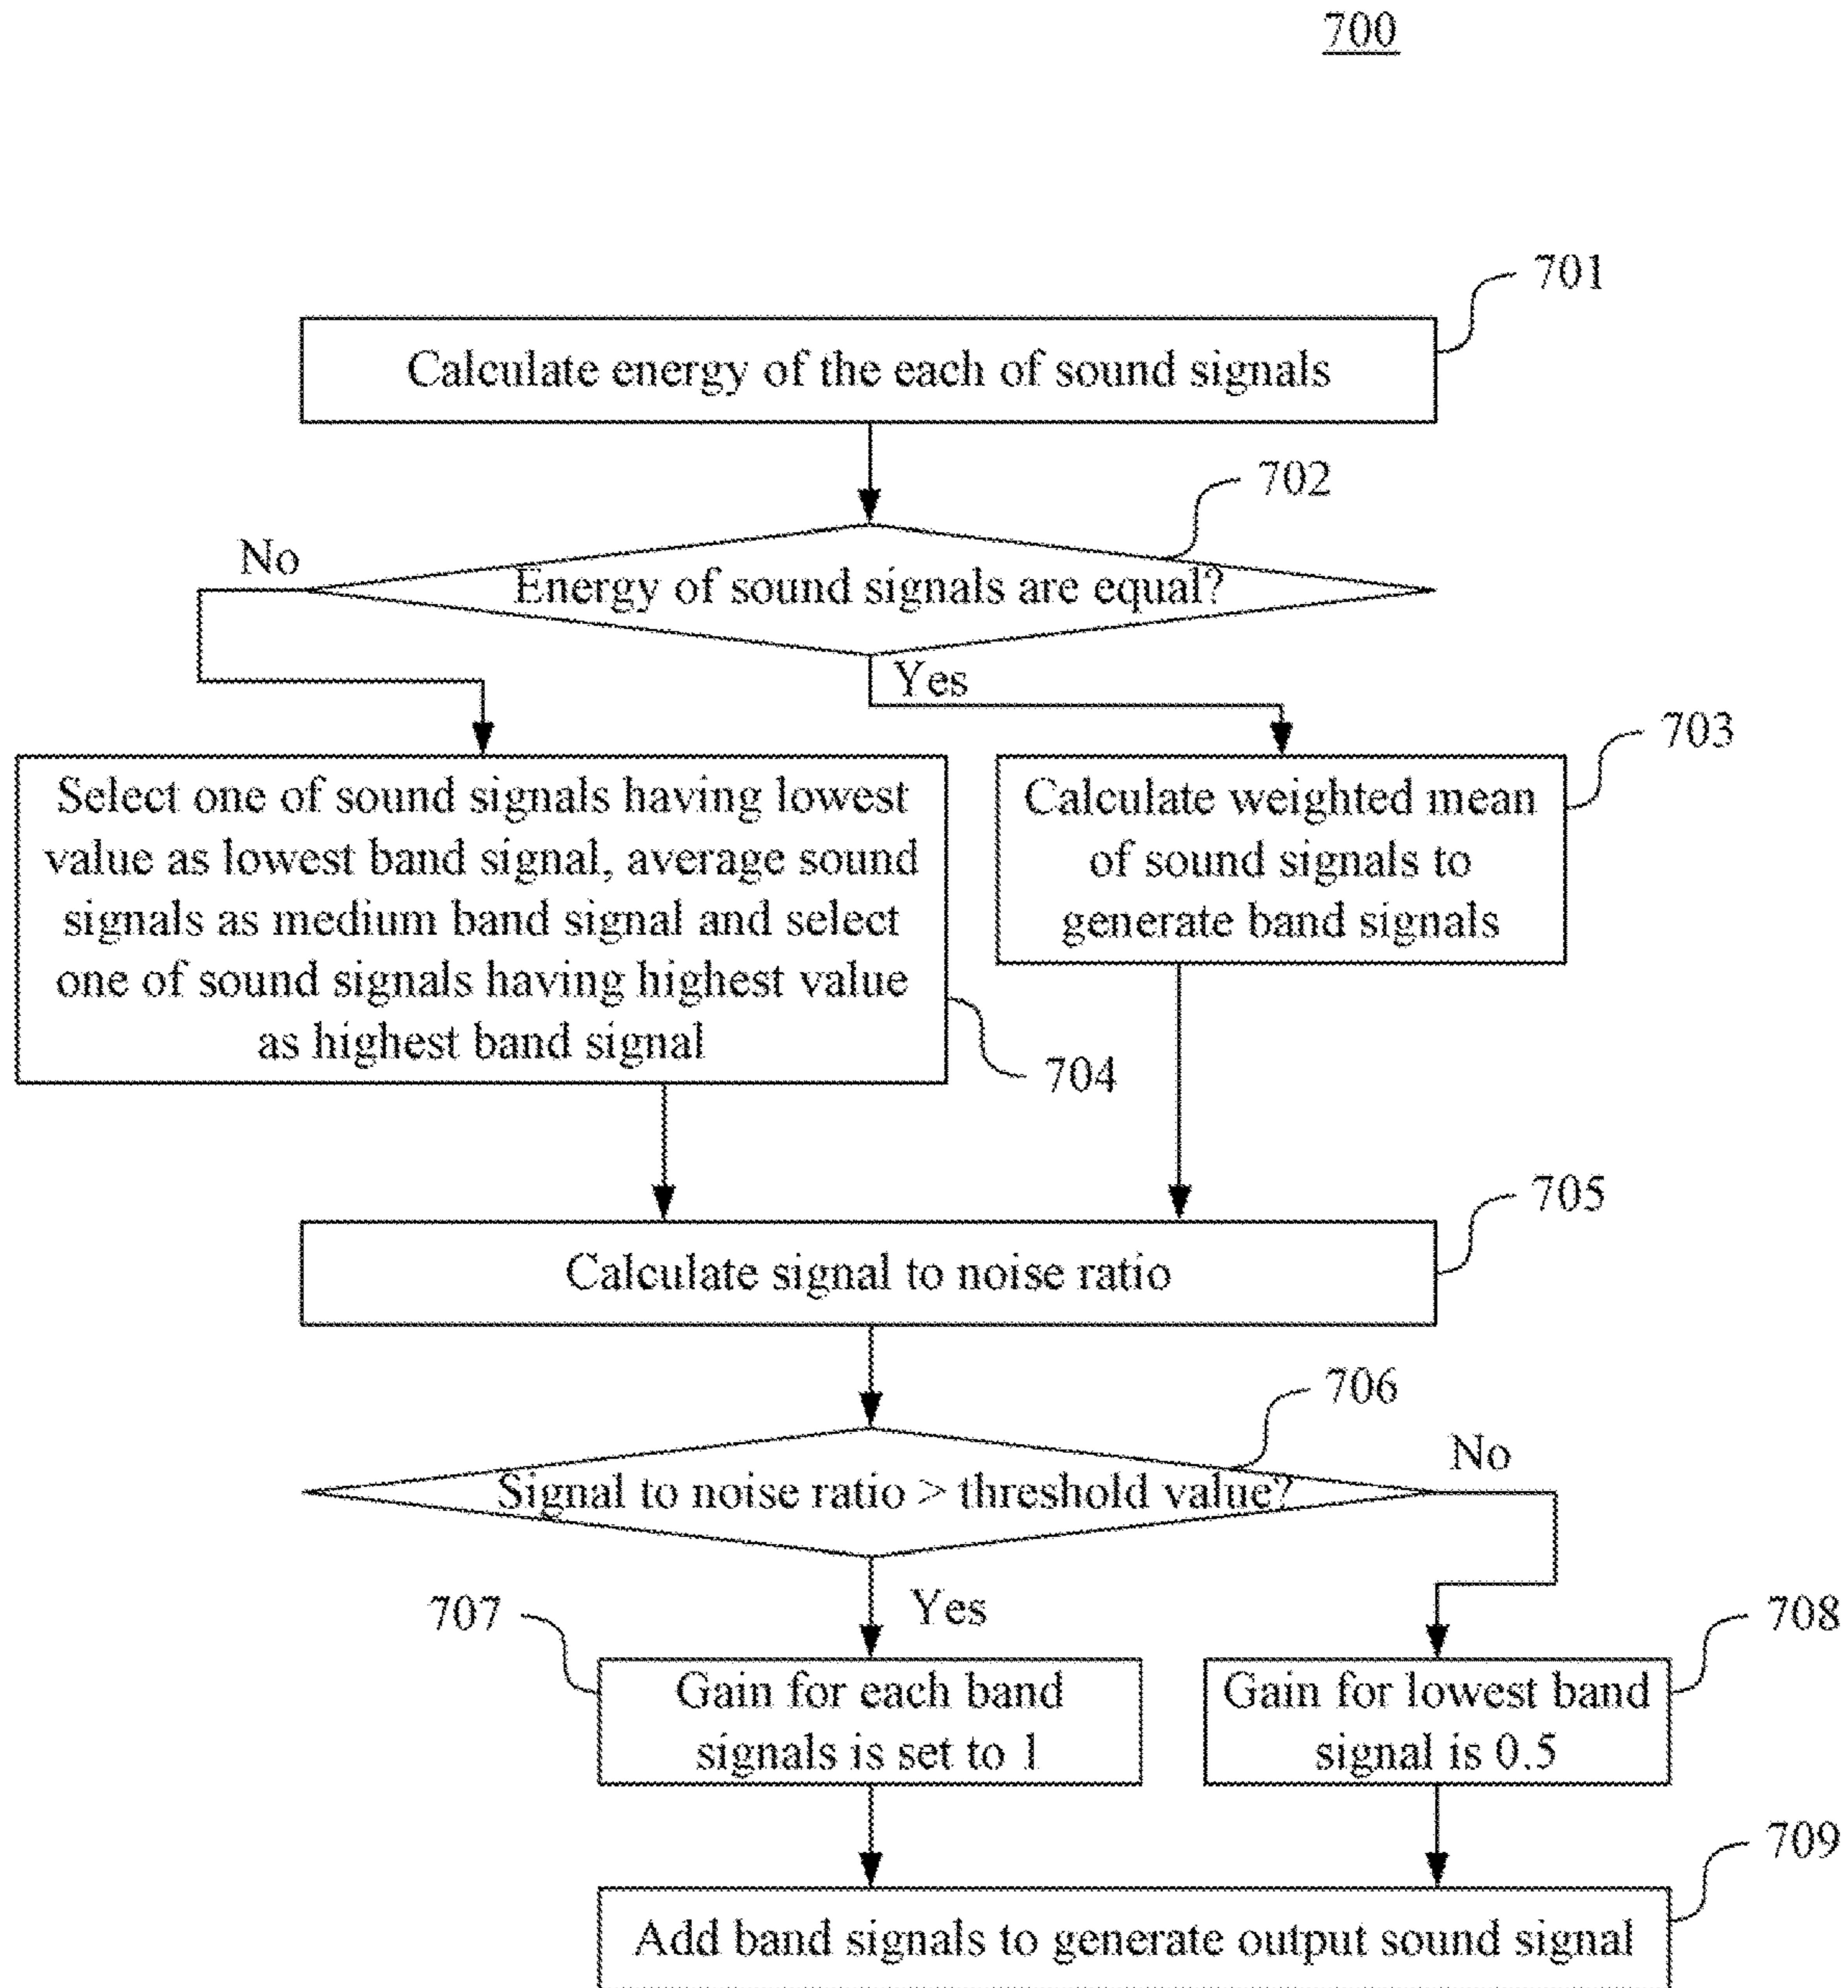 700
701
Calculate energy of the each of sound signals
702
No
Energy of sound signals are equal?
Yes
703
Select one of sound signals having lowest
value as lowest band signal, average sound
signals as medium band signal and select
one of sound signals having highest value
as highest band signal
Calculate weighted mean
of sound signals to
generate band signals
704
705
Calculate signal to noise ratio
706
No
Signal to noise ratio > threshold value?
Yes
707
708
Gain for each band
signals is set to 1
Gain for lowest band
signal is 0.5
709
Add band signals to generate output sound signal